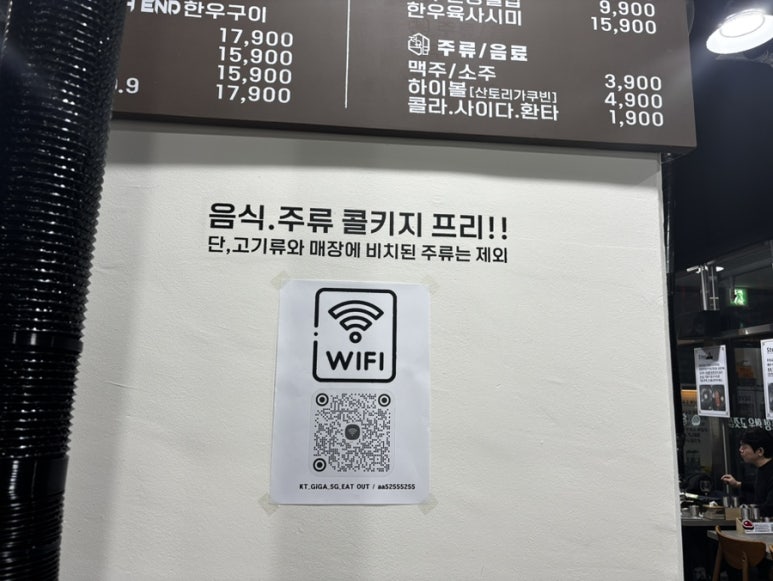 END 한우구이
17,900
15,900
15,900
.9 17,900
9,900
한우육사시미 15,900
주류/음료
맥주/소주 3,900
하이볼[산토리가쿠빈] 4,900
콜라.사이다.환타 1,900
음식.주류 콜키지 프리!!
단,고기류와 매장에 비치된 주류는 제외
WIFI
KT_GIGA_5G_EAT OUT / aa52555255